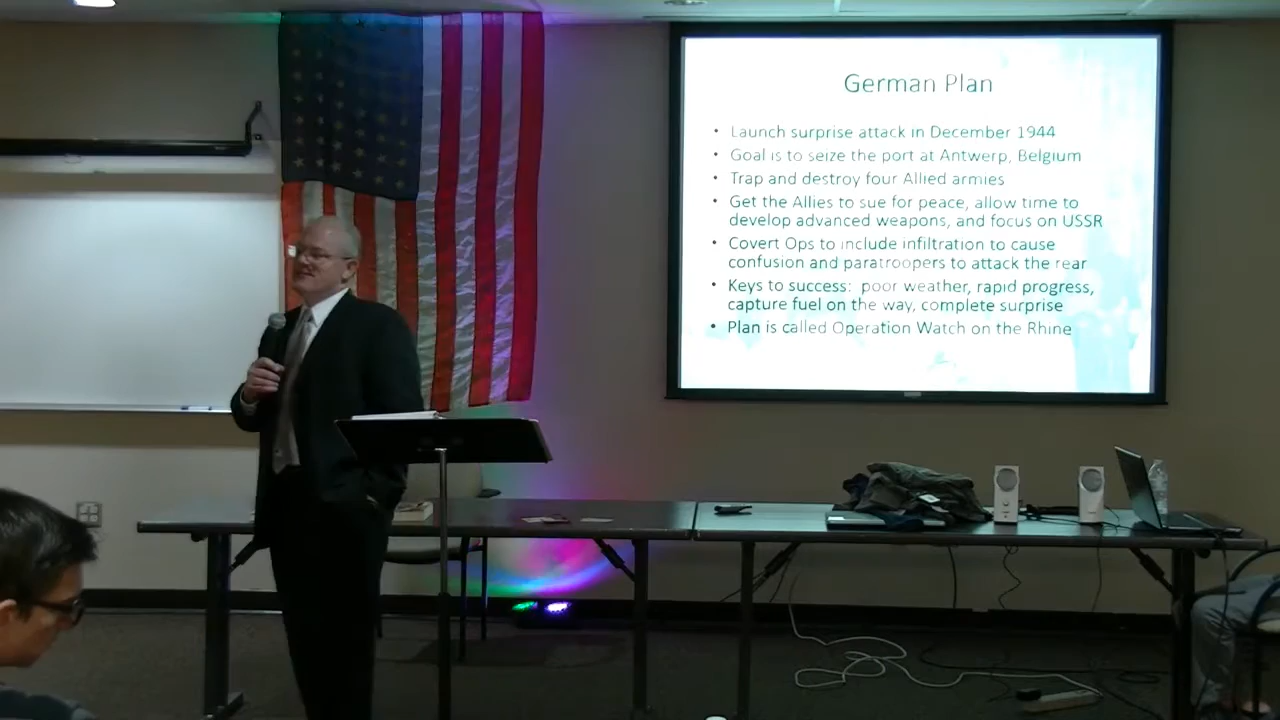 German Plan
• Launch surprise attack in December 1944
• Goal is to seize the port at Antwerp, Belgium
• Trap and destroy four Allied armies
• Get the Allies to sue for peace, allow time to
develop advanced weapons, and focus on USSR
• Covert Ops to include infiltration to cause
confusion and paratroopers to attack the rear
• Keys to success: poor weather, rapid progress,
capture fuel on the way, complete surprise
• Plan is called Operation Watch on the Rhine